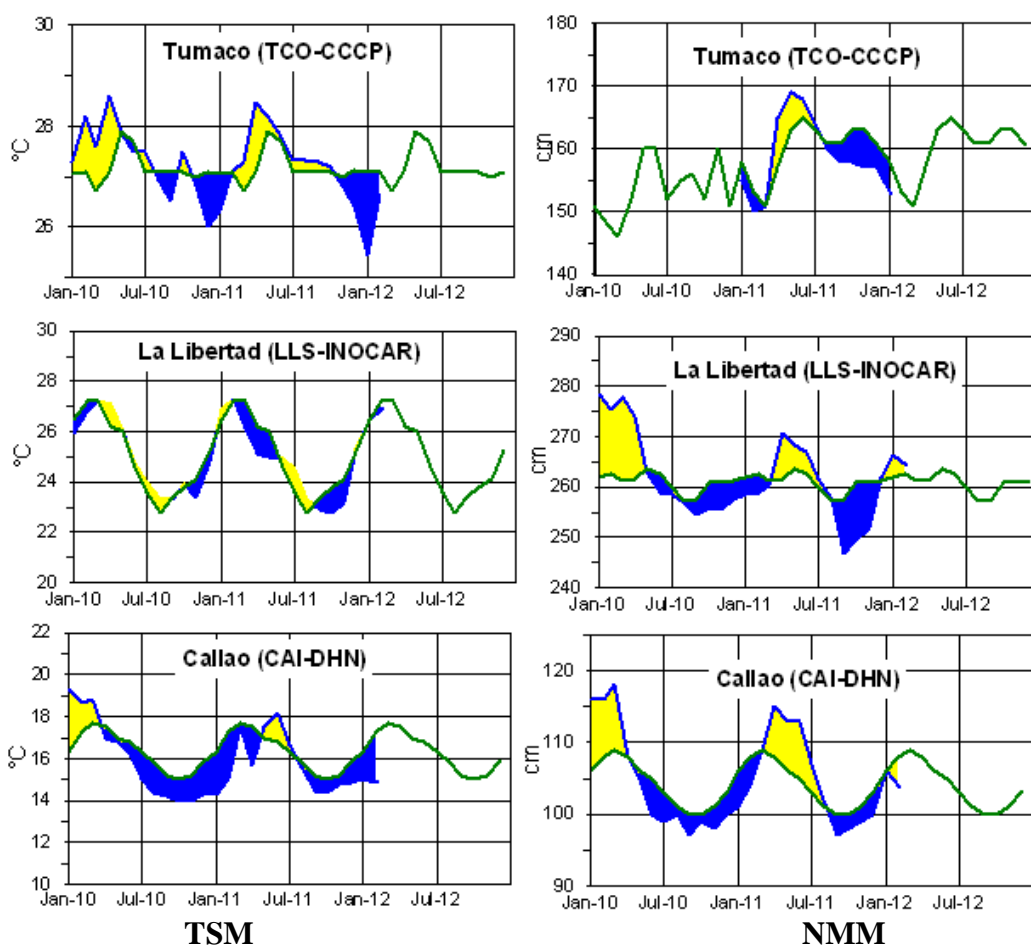 Tumaco (TCO-CCCP)
°C
30
28
26
Jan-10 Jul-10 Jan-11 Jul-11 Jan-12 Jul-12
Tumaco (TCO-CCCP)
cm
180
170
160
150
140
Jan-10 Jul-10 Jan-11 Jul-11 Jan-12 Jul-12
La Libertad (LLS-INOCAR)
°C
30
28
26
24
22
20
Jan-10 Jul-10 Jan-11 Jul-11 Jan-12 Jul-12
La Libertad (LLS-INOCAR)
cm
290
280
270
260
250
240
Jan-10 Jul-10 Jan-11 Jul-11 Jan-12 Jul-12
Callao (CAI-DHN)
°C
22
20
18
16
14
12
10
Jan-10 Jul-10 Jan-11 Jul-11 Jan-12 Jul-12
Callao (CAI-DHN)
cm
120
110
100
90
Jan-10 Jul-10 Jan-11 Jul-11 Jan-12 Jul-12
TSM
NMM